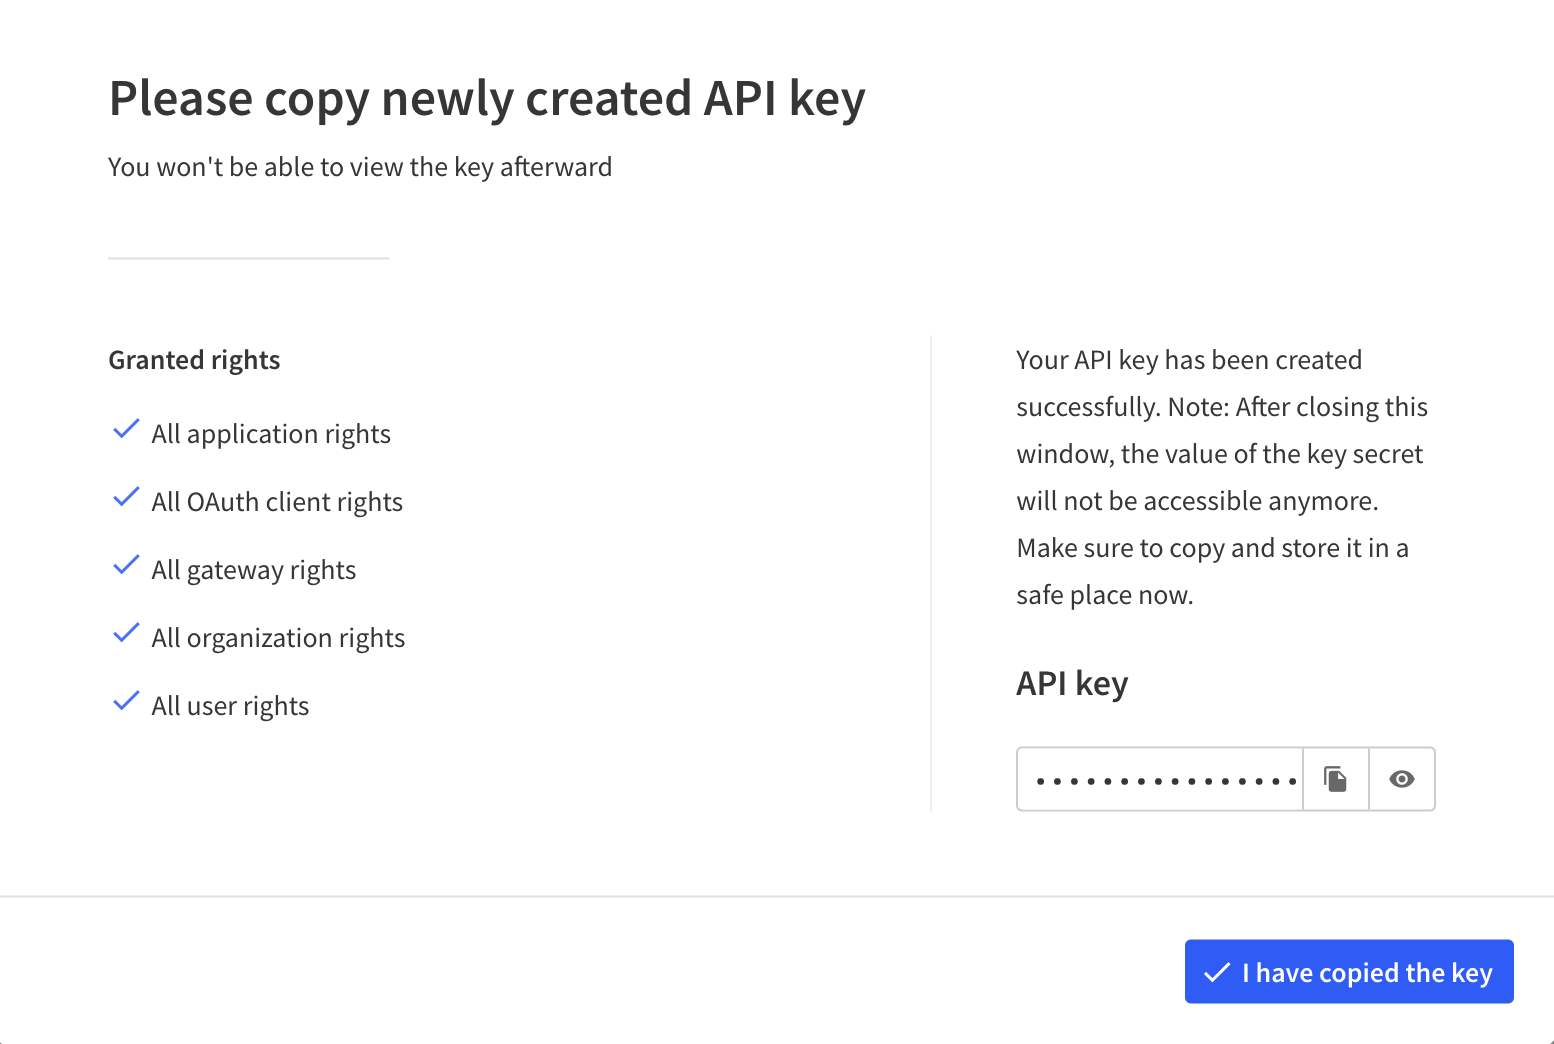 Please copy newly created API key
You won't be able to view the key afterward
Granted rights
All application rights
All OAuth client rights
All gateway rights
All organization rights
All user rights
Your API key has been created
successfully. Note: After closing this
window, the value of the key secret
will not be accessible anymore.
Make sure to copy and store it in a
safe place now.
API key
I have copied the key